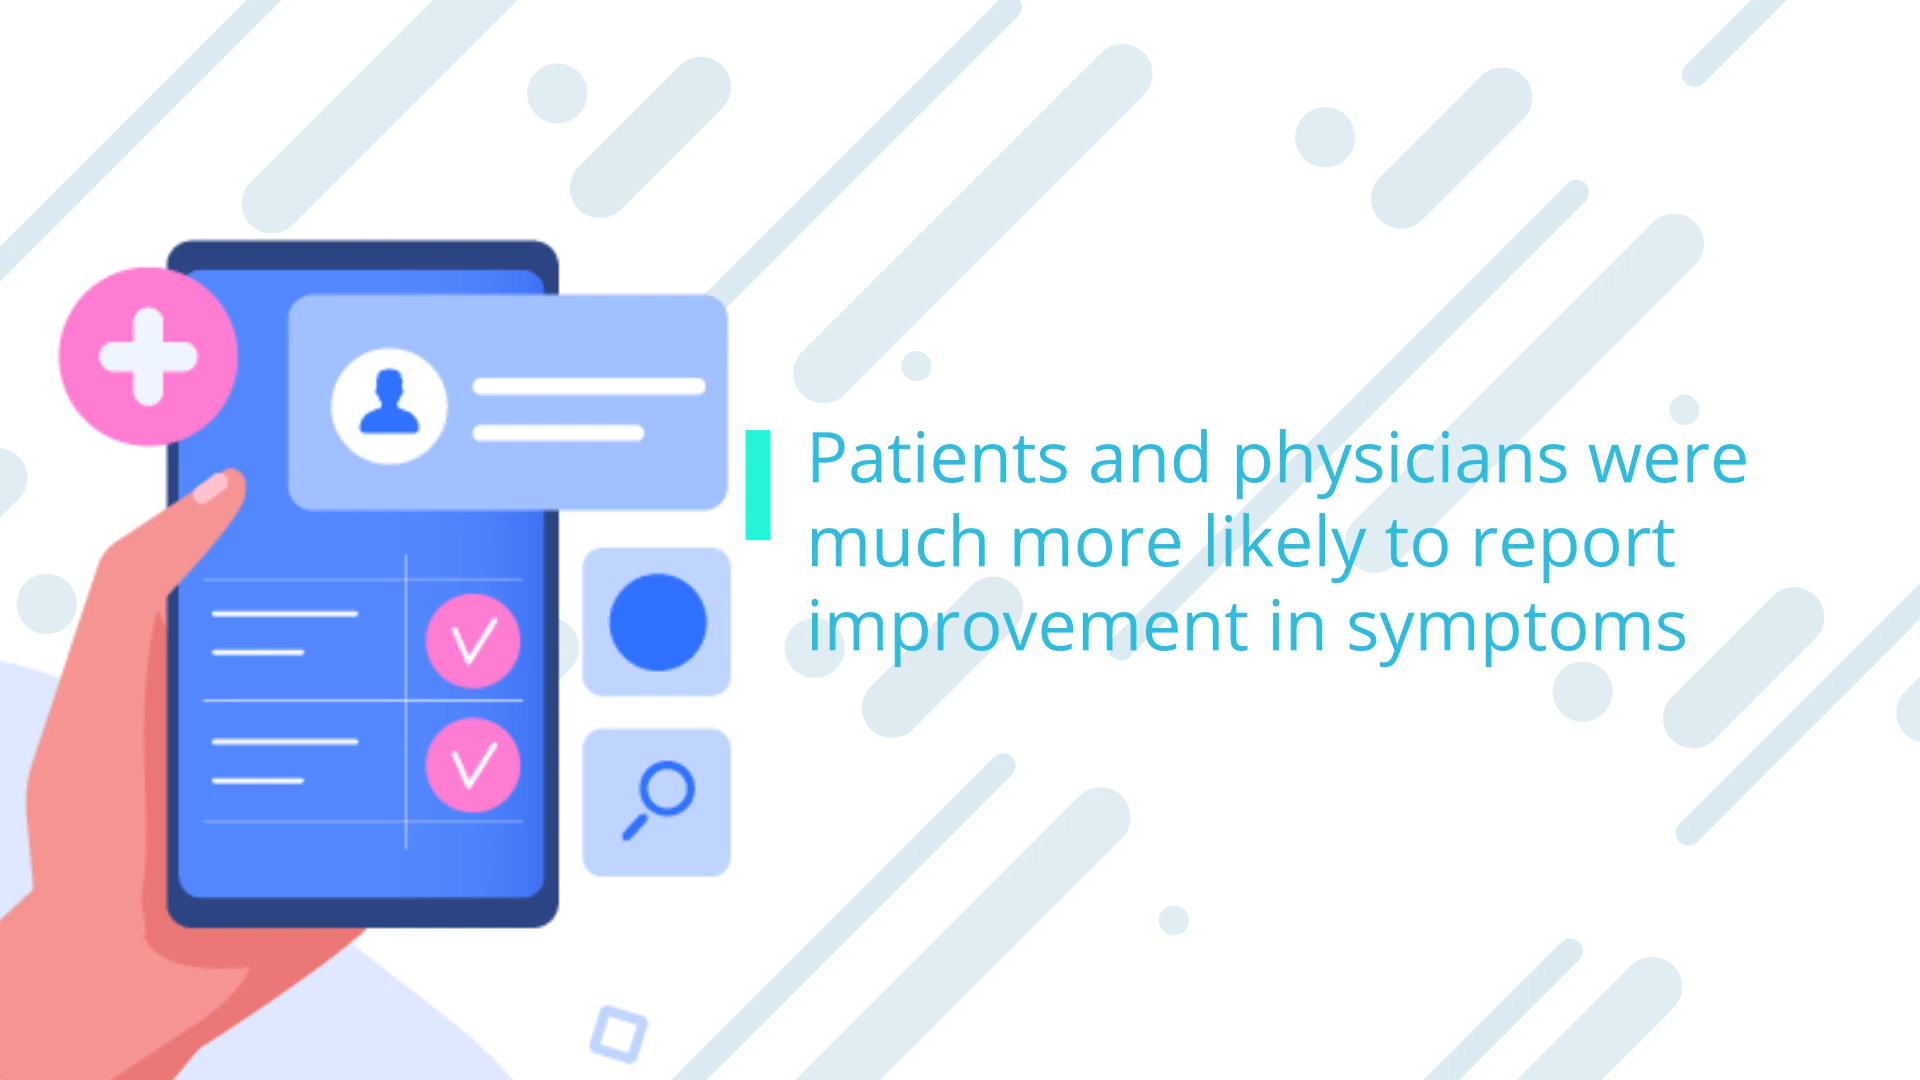 Patients and physicians were
much more likely to report
improvement in symptoms